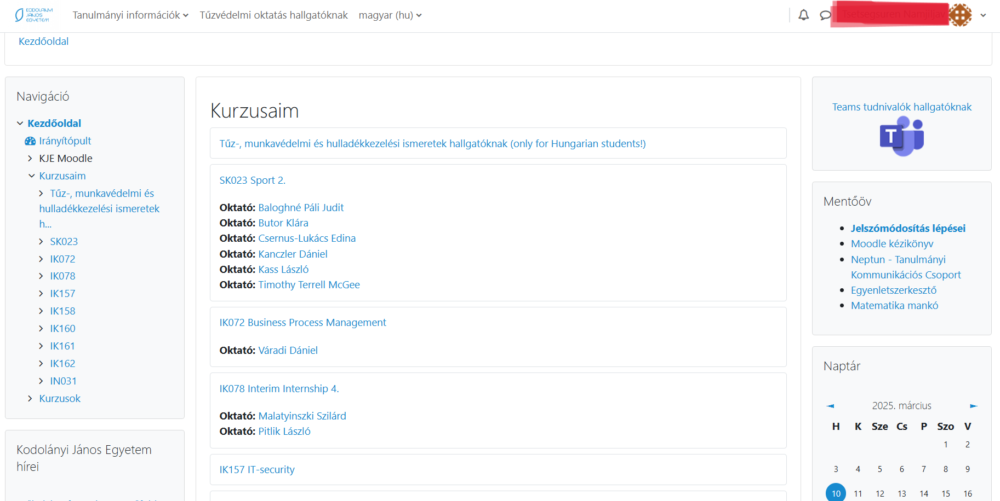 KODOLÁNYI
JÁNOS
EGYETEM
Tanulmányi információk
Tűzvédelmi oktatás hallgatóknak
magyar (hu)
Kezdőoldal
Navigáció
Kezdőoldal
Irányítópult
KJE Moodle
Kurzusaim
Tűz-, munkavédelmi és
hulladékkezelési ismeretek
h...
SK023
IK072
IK078
IK157
IK158
IK160
IK161
IK162
IN031
Kurzusok
Kodolányi János Egyetem
hírei
Kurzusaim
Tűz-, munkavédelmi és hulladékkezelési ismeretek hallgatóknak (only for Hungarian students!)
SK023 Sport 2.
Oktató: Baloghné Páli Judit
Oktató: Butor Klára
Oktató: Csernus-Lukács Edina
Oktató: Kanczler Dániel
Oktató: Kass László
Oktató: Timothy Terrell McGee
IK072 Business Process Management
Oktató: Váradi Dániel
IK078 Interim Internship 4.
Oktató: Malatyinszki Szilárd
Oktató: Pitlik László
IK157 IT-security
Teams tudnivalók hallgatóknak
T
Mentőöv
Jelszómódosítás lépései
Moodle kézikönyv
Neptun - Tanulmányi
Kommunikációs Csoport
Egyenletszerkesztő
Matematika mankó
Naptár
2025. március
H K Sze Cs P Szo V
1 2
3 4 5 6 7 8 9
10 11 12 13 14 15 16